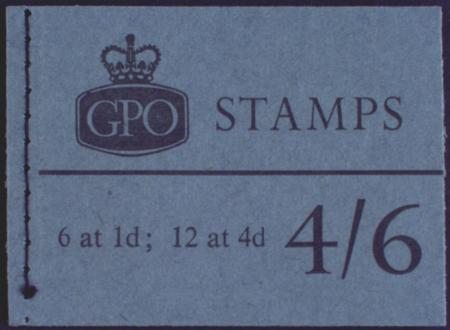 GPO STAMPS
6 at 1d; 12 at 4d 4/6